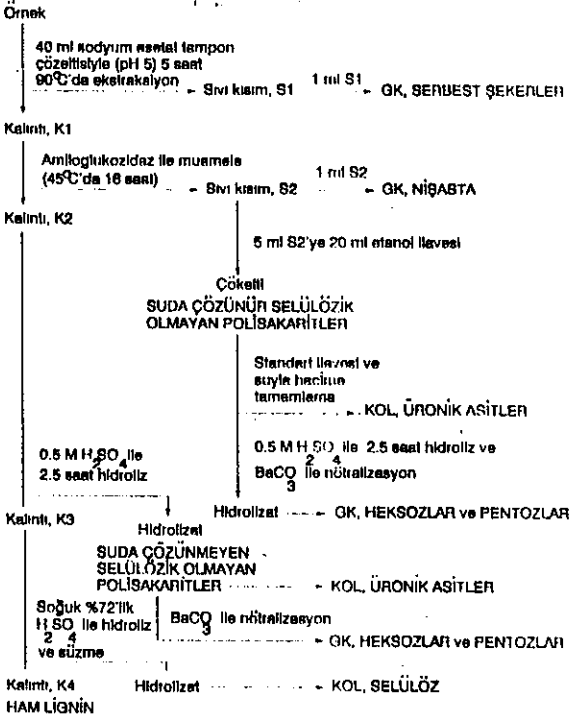 Örnek
40 ml sodyum asetat tampon
çözeltisiyle (pH 5) 5 saat
90°C'da ekstraksiyon
Sıvı kısım, S1
1 ml S1
GK, SERBEST ŞEKERLER
Kalıntı, K1
Amiloglukozidaz ile muamele
(45°C'da 16 saat)
Sıvı kısım, S2
1 ml S2
GK, NİŞASTA
Kalıntı, K2
5 ml S2'ye 20 ml etanol ilavesi
Çökelti
SUDA ÇÖZÜNÜR SELÜLÖZİK
OLMAYAN POLİSAKARİTLER
Standart ilavesi ve
suyla hacime
tamamlama
KOL, ÜRONİK ASİTLER
0.5 M H2SO4 ile
2.5 saat hidroliz
0.5 M H2SO4 ile 2.5 saat hidroliz ve
BaCO3 ile nötralizasyon
Kalıntı, K3
Hidrolizat
GK, HEKSOZLAR ve PENTOZLAR
Hidrolizat
SUDA ÇÖZÜNMEYEN
SELÜLÖZİK OLMAYAN
POLİSAKARİTLER
KOL, ÜRONİK ASİTLER
Soğuk %72'lik
H2SO4 ile hidroliz
ve süzme
BaCO3 ile nötralizasyon
GK, HEKSOZLAR ve PENTOZLAR
Kalıntı, K4
Hidrolizat
KOL, SELÜLÖZ
HAM LİGNİN